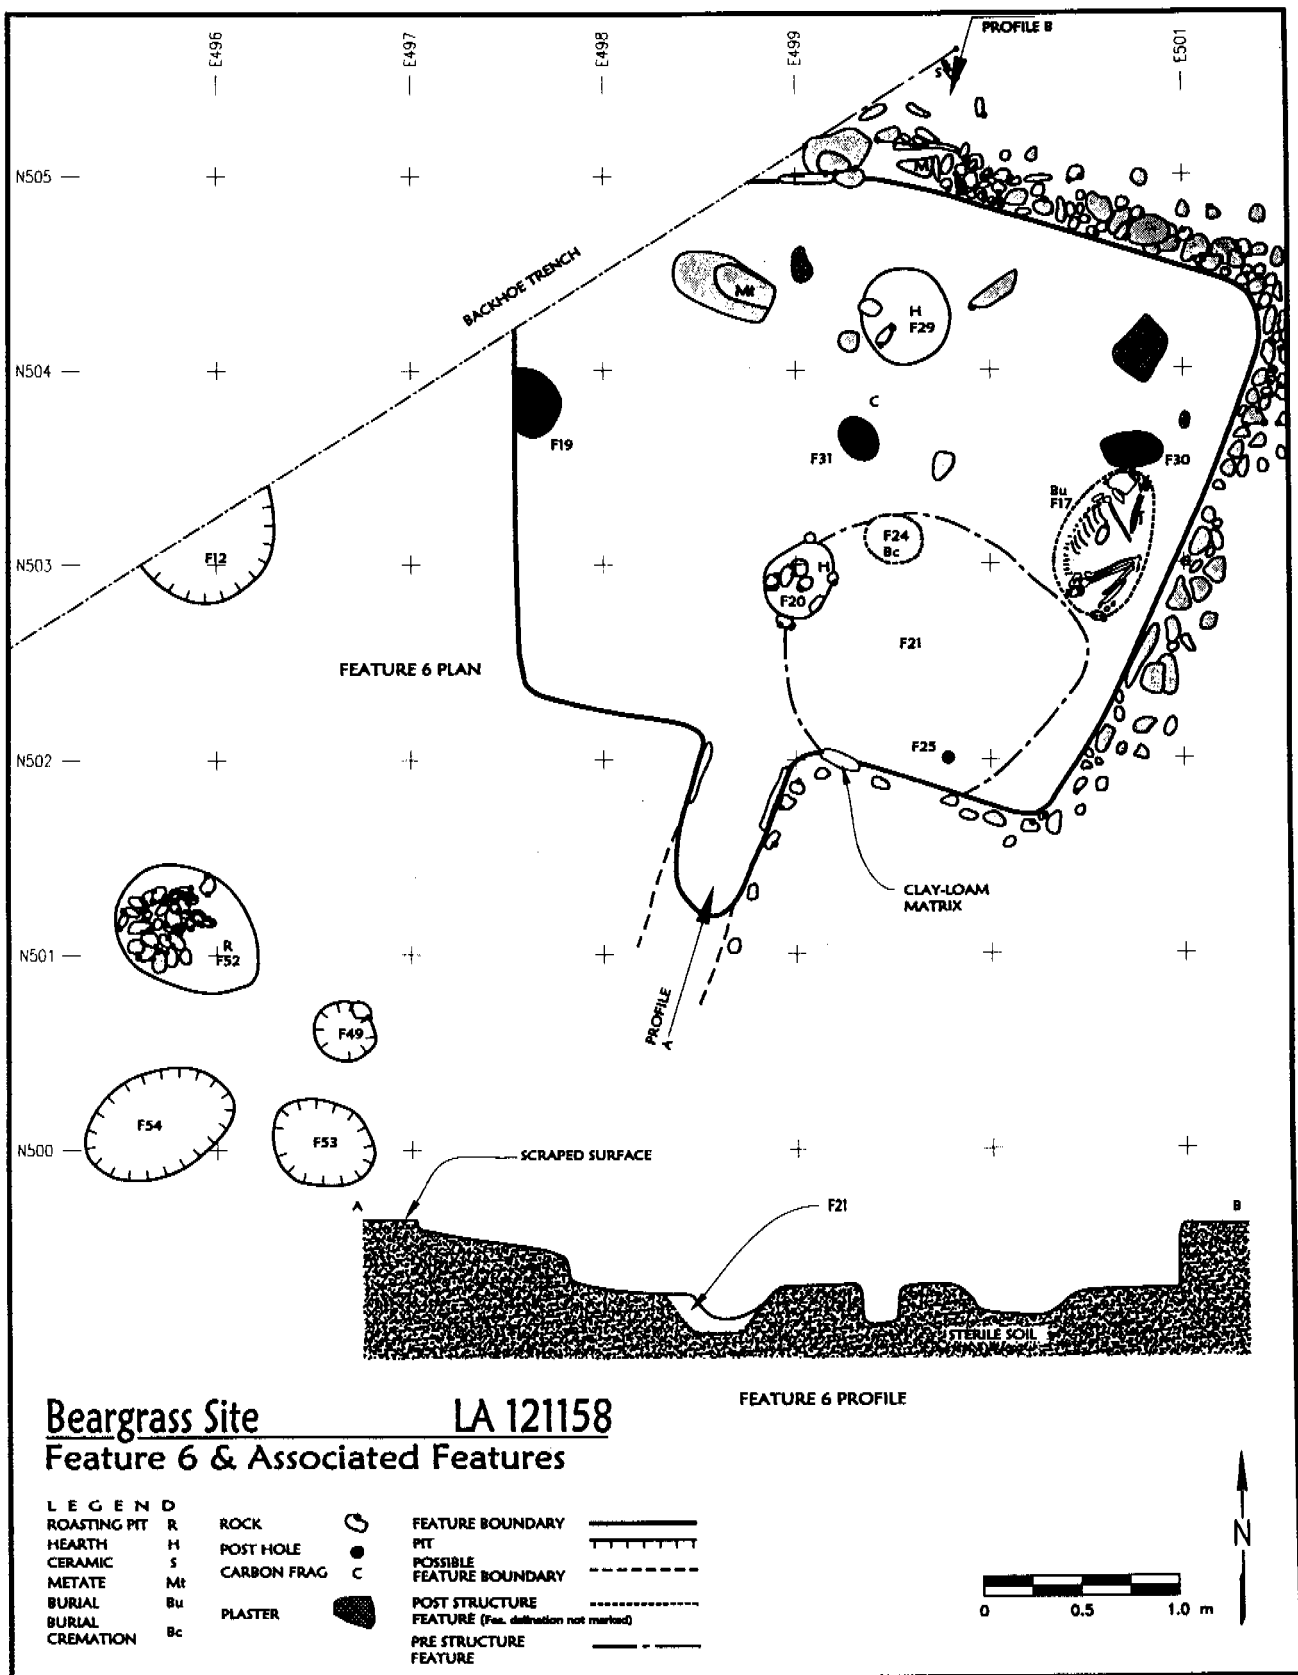 E496
E497
E498
E499
E501
PROFILE B
S
N505
M
BACKHOE TRENCH
Mt
H
F29
N504
C
F19
F31
F30
Bu
F17
F12
N503
F24
Bc
H
F20
F21
FEATURE 6 PLAN
N502
F25
CLAY-LOAM
MATRIX
R
F52
N501
PROFILE
A
F49
F54
F53
N500
SCRAPED SURFACE
A
F21
B
STERILE SOIL
FEATURE 6 PROFILE
Beargrass Site LA 121158
Feature 6 & Associated Features
LEGEND
ROASTING PIT R
HEARTH H
CERAMIC S
METATE Mt
BURIAL Bu
BURIAL
CREMATION Bc
ROCK
POST HOLE
CARBON FRAG C
PLASTER
FEATURE BOUNDARY
PIT
POSSIBLE
FEATURE BOUNDARY
POST STRUCTURE
FEATURE (Fea. delination not marked)
PRE STRUCTURE
FEATURE
N
0 0.5 1.0 m